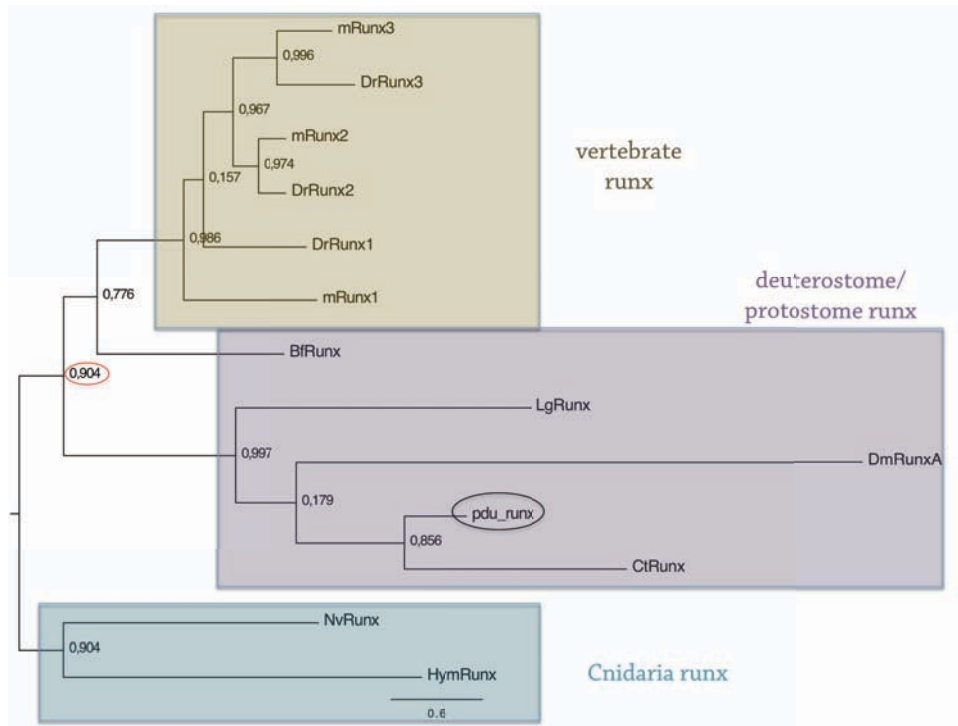 mRunx3
0,996
DrRunx3
0,967
mRunx2
0,974
DrRunx2
0,157
DrRunx1
0,986
mRunx1
vertebrate
runx
0,776
deuterostome/
protostome runx
BfRunx
0,904
LgRunx
0,997
DmRunxA
0,179
pdu_runx
0,856
CtRunx
NvRunx
0,904
HymRunx
Cnidaria runx
0.6